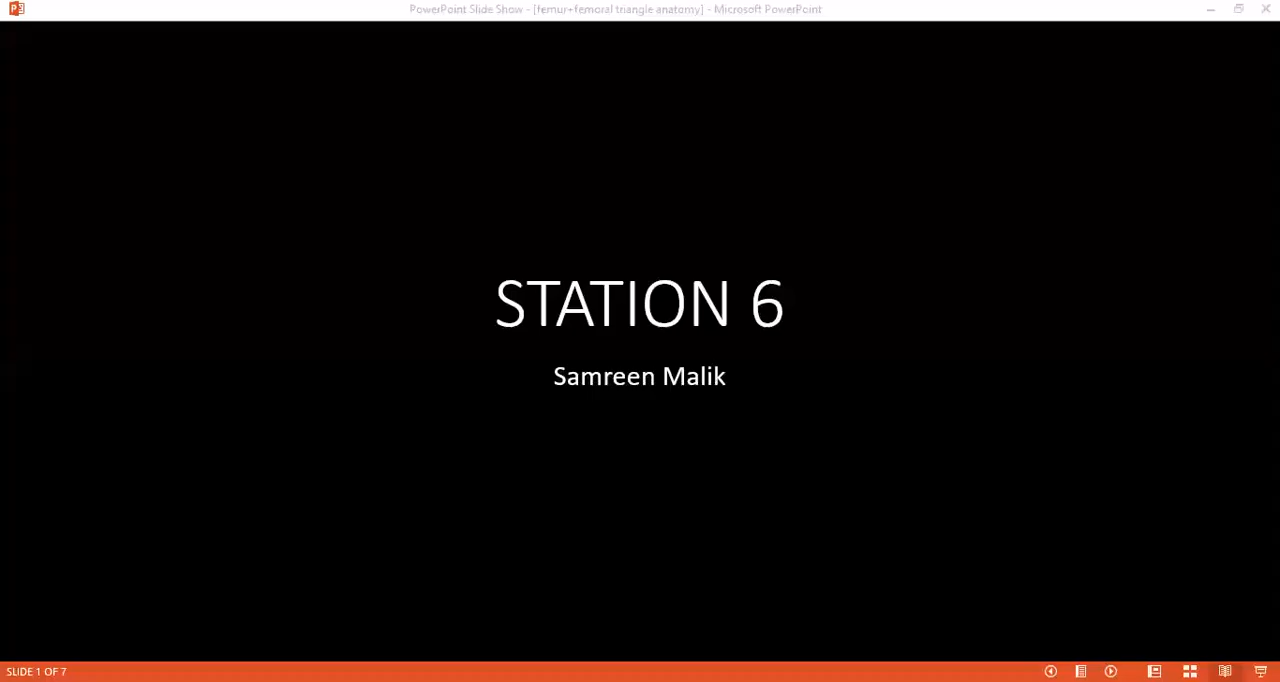 PowerPoint Slide Show - [femur+femoral triangle anatomy] - Microsoft PowerPoint
STATION 6
Samreen Malik
SLIDE 1 OF 7